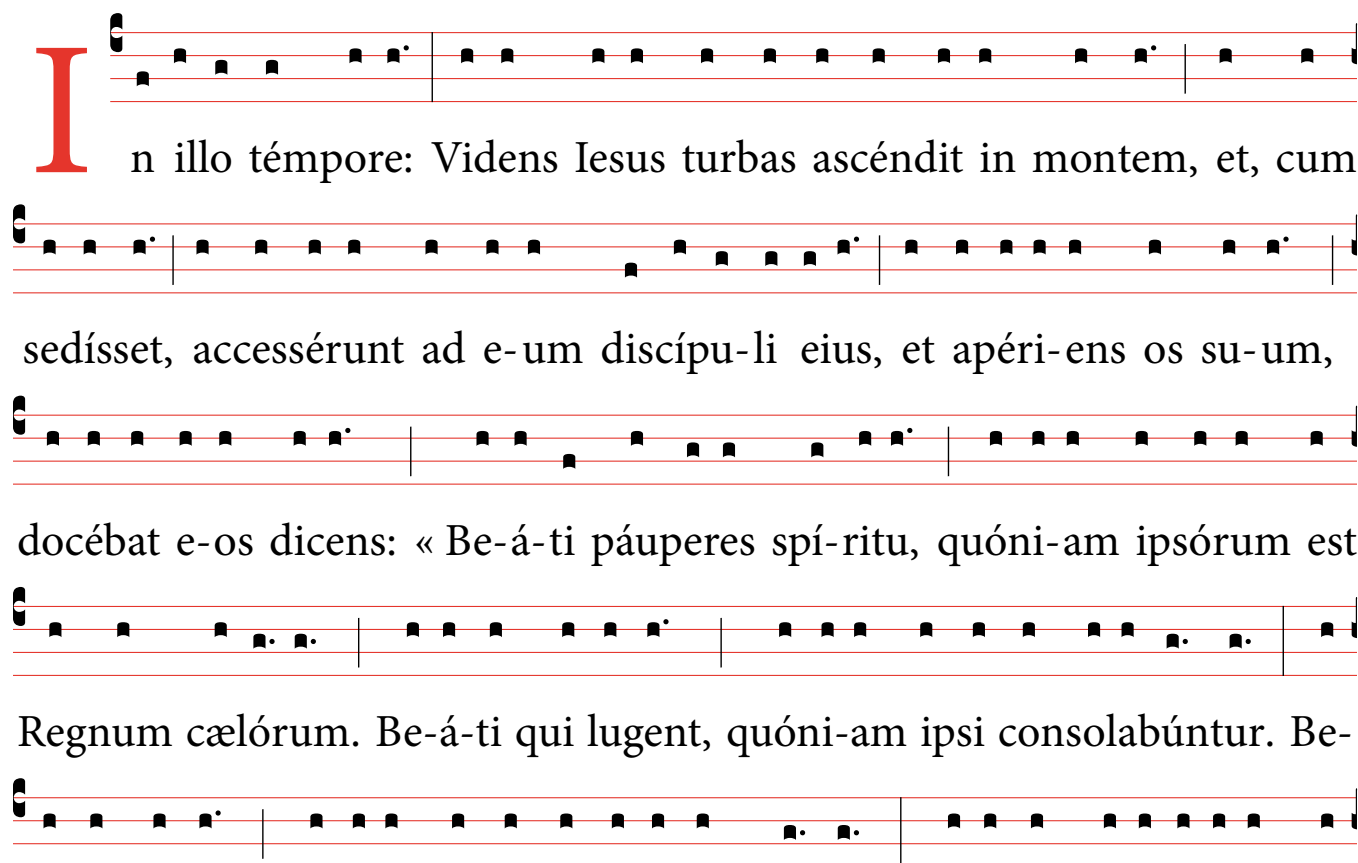 In illo témpore: Videns Iesus turbas ascéndit in montem, et, cum
sedísset, accessérunt ad e-um discípu-li eius, et apéri-ens os su-um,
docébat e-os dicens: « Be-á-ti páuperes spí-ritu, quóni-am ipsórum est
Regnum cælórum. Be-á-ti qui lugent, quóni-am ipsi consolabúntur. Be-